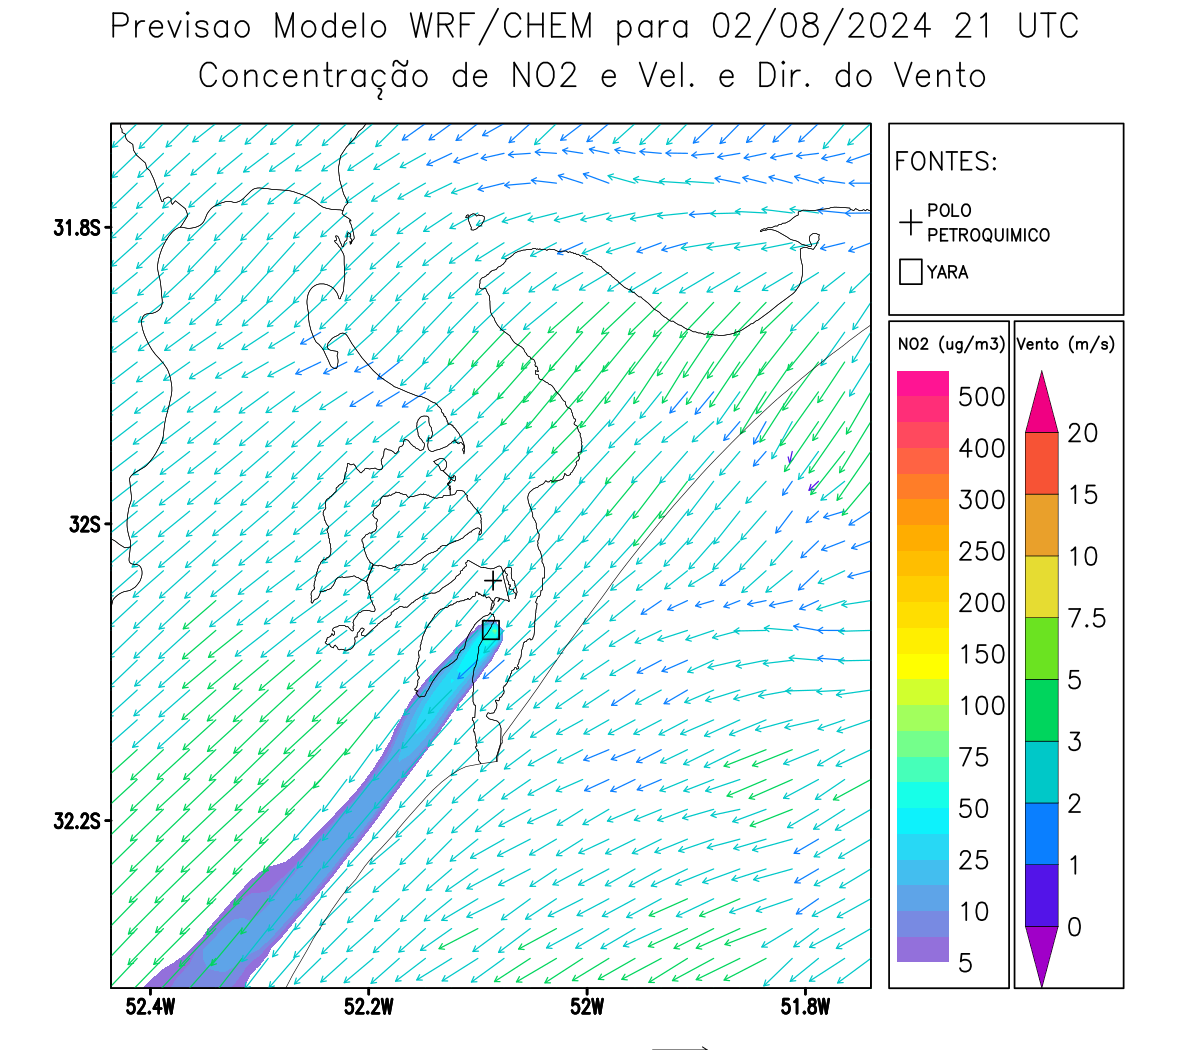 Previsao Modelo WRF/CHEM para 02/08/2024 21 UTC
Concentração de NO2 e Vel. e Dir. do Vento
FONTES:
POLO
PETROQUIMICO
YARA
NO2 (ug/m3)
500
400
300
250
200
150
100
75
50
25
10
5
Vento (m/s)
20
15
10
7.5
5
3
2
1
0
31.8S
32S
32.2S
52.4W
52.2W
52W
51.8W